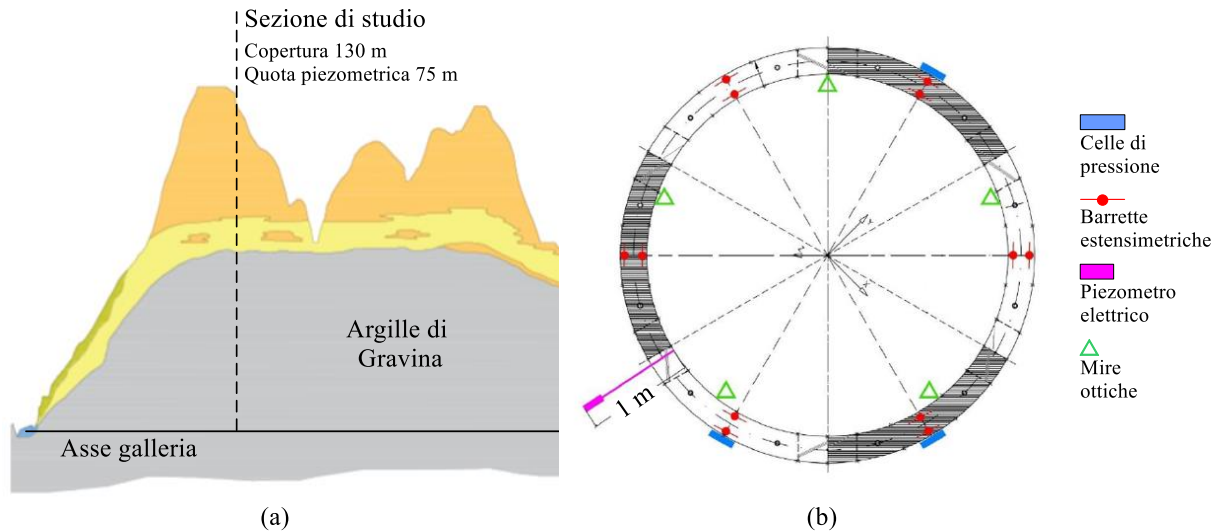 Sezione di studio
Copertura 130 m
Quota piezometrica 75 m
Argille di
Gravina
Asse galleria
(a)
1 m
(b)
Celle di
pressione
Barrette
estensimetriche
Piezometro
elettrico
Mire
ottiche